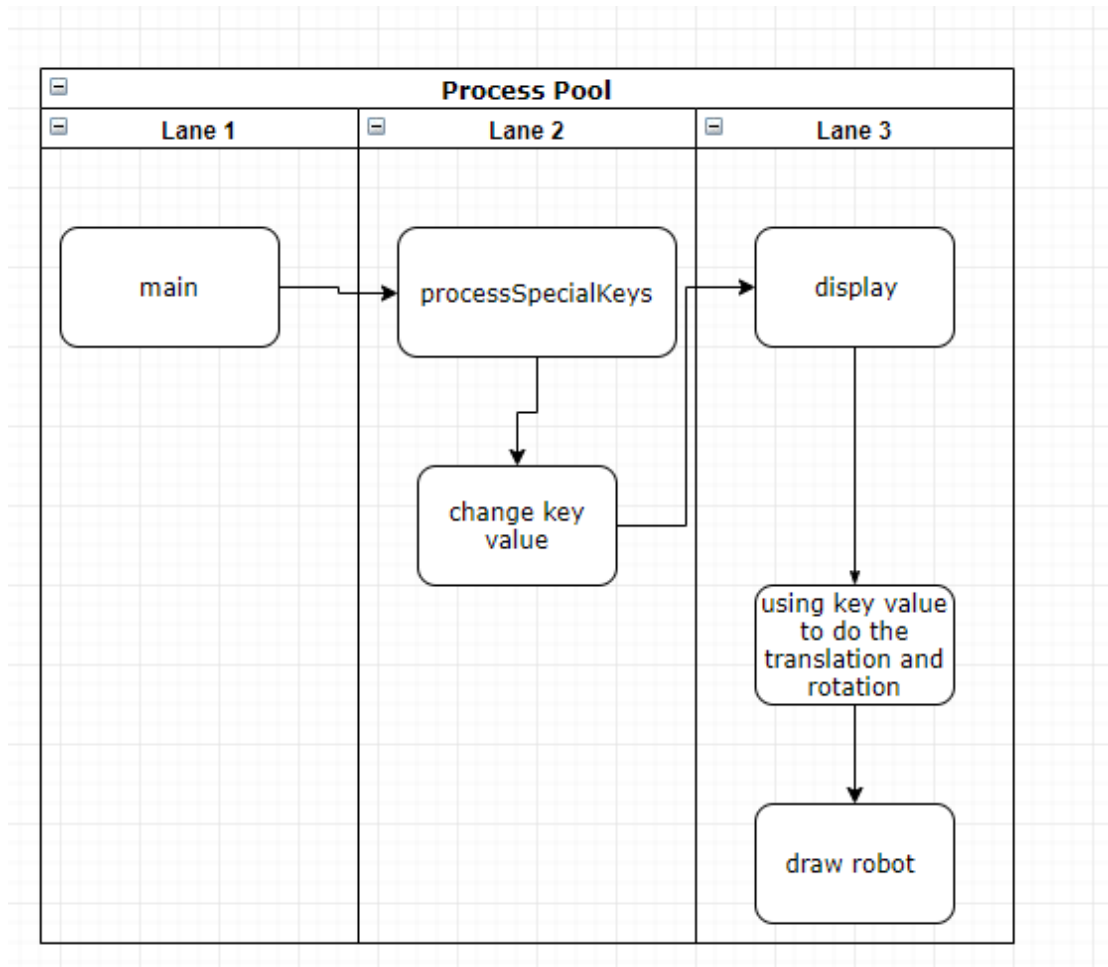 Process Pool
Lane 1
Lane 2
Lane 3
main
processSpecialKeys
display
change key
value
using key value
to do the
translation and
rotation
draw robot